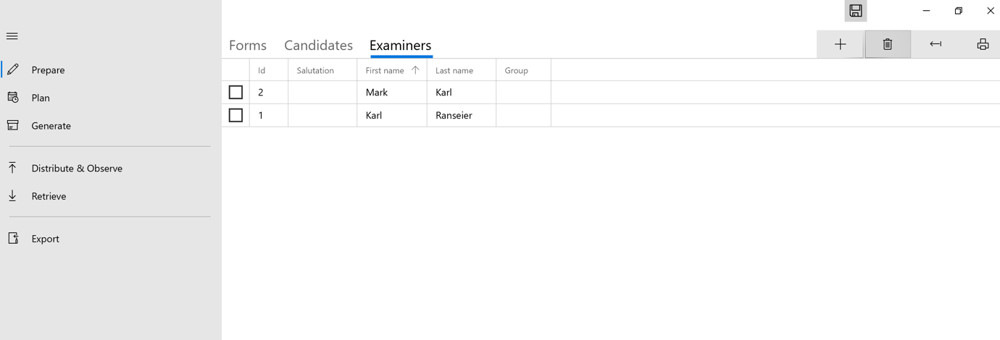 Prepare
Plan
Generate
Distribute & Observe
Retrieve
Export
Forms Candidates Examiners
Id Salutation First name Last name Group
2 Mark Karl
1 Karl Ranseier